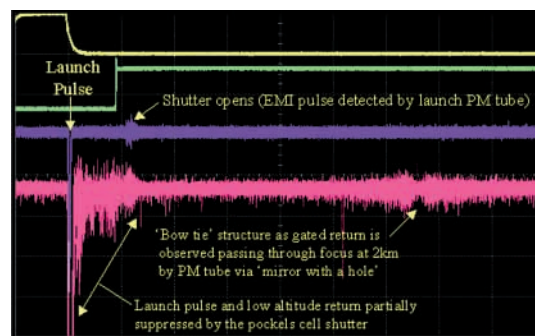 Launch
Pulse
Shutter opens (EMI pulse detected by launch PM tube)
'Bow tie' structure as gated return is
observed passing through focus at 2km
by PM tube via 'mirror with a hole'
Launch pulse and low altitude return partially
suppressed by the pockels cell shutter